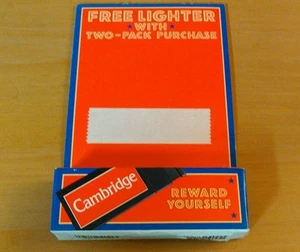 FREE LIGHTER
WITH
TWO-PACK PURCHASE
Cambridge
REWARD
YOURSELF